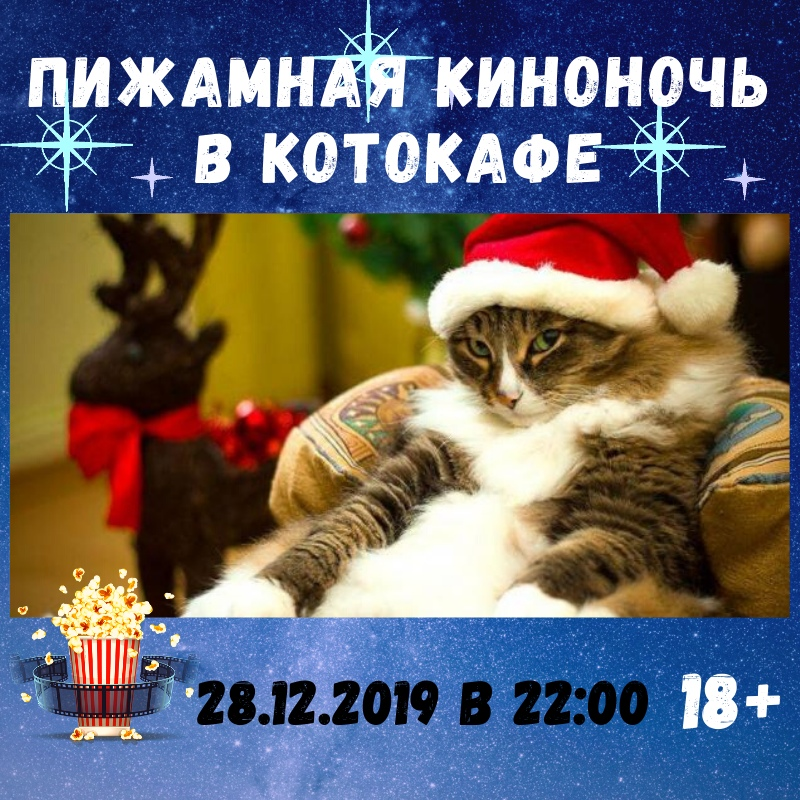 ПИЖАМНАЯ КИНОНОЧЬ
В КОТОКАФЕ
28.12.2019 В 22:00 18+